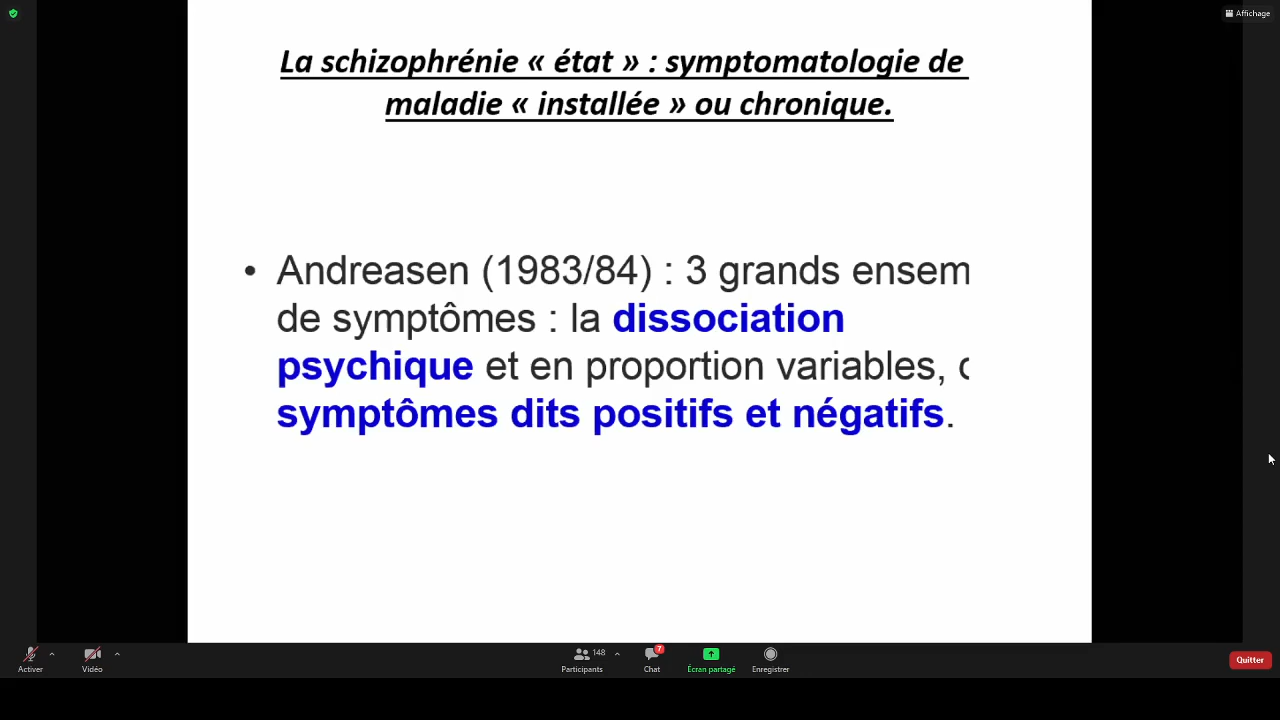 Affichage
La schizophrénie « état » : symptomatologie de
maladie « installée » ou chronique.
• Andreasen (1983/84) : 3 grands ensem
de symptômes : la dissociation
psychique et en proportion variables,
symptômes dits positifs et négatifs.
Activer
Vidéo
148
Participants
7
Chat
Écran partagé
Enregistrer
Quitter